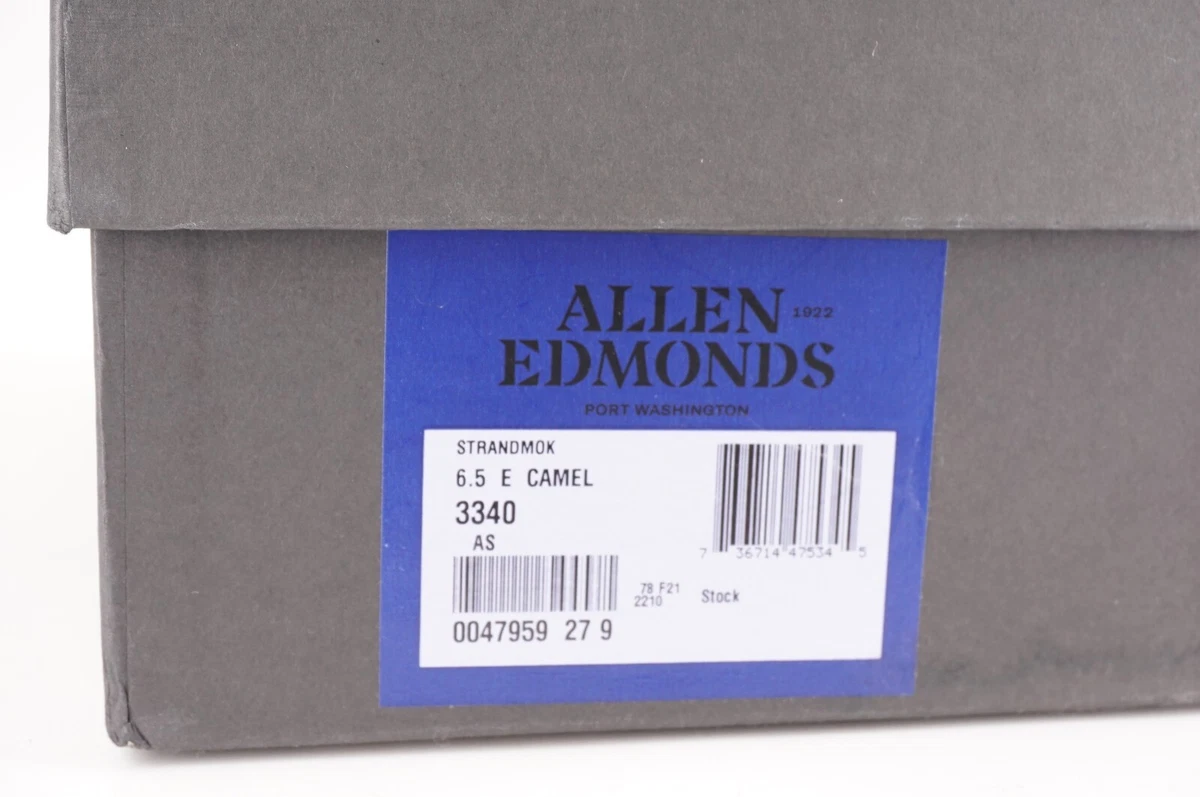 ALLEN 1922
EDMONDS
PORT WASHINGTON
STRANDMOK
6.5 E CAMEL
3340
AS
7 36714 47534 5
78 F21
2210
Stock
0047959 27 9